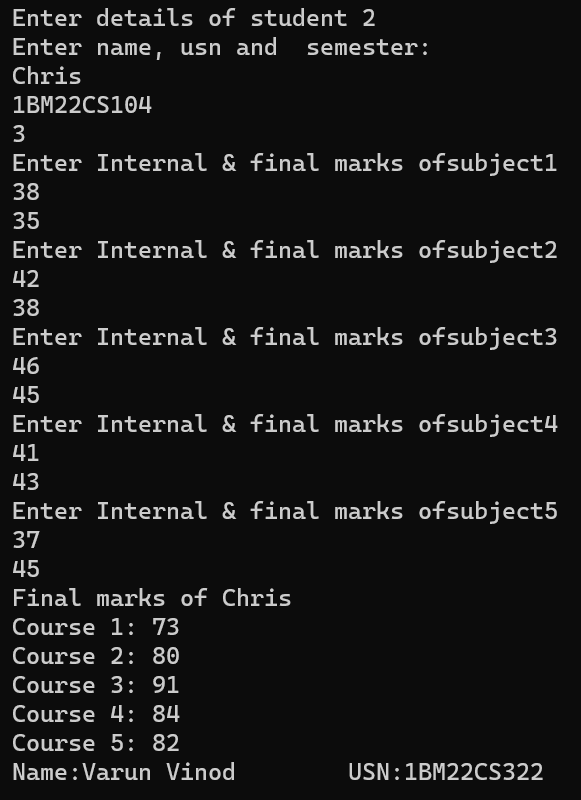 Enter details of student 2
Enter name, usn and  semester:
Chris
1BM22CS104
3
Enter Internal & final marks ofsubject1
38
35
Enter Internal & final marks ofsubject2
42
38
Enter Internal & final marks ofsubject3
46
45
Enter Internal & final marks ofsubject4
41
43
Enter Internal & final marks ofsubject5
37
45
Final marks of Chris
Course 1: 73
Course 2: 80
Course 3: 91
Course 4: 84
Course 5: 82
Name:Varun Vinod        USN:1BM22CS322